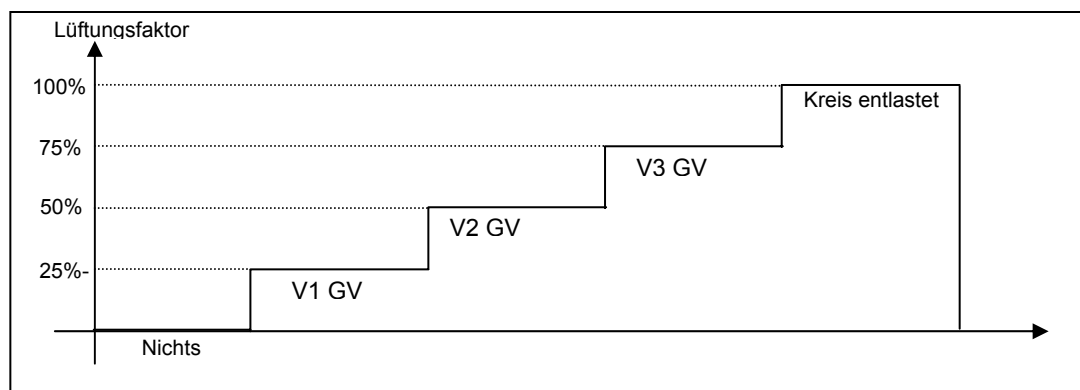 Lüftungsfaktor
100%
Kreis entlastet
75%
V3 GV
50%
V2 GV
25%-
V1 GV
Nichts